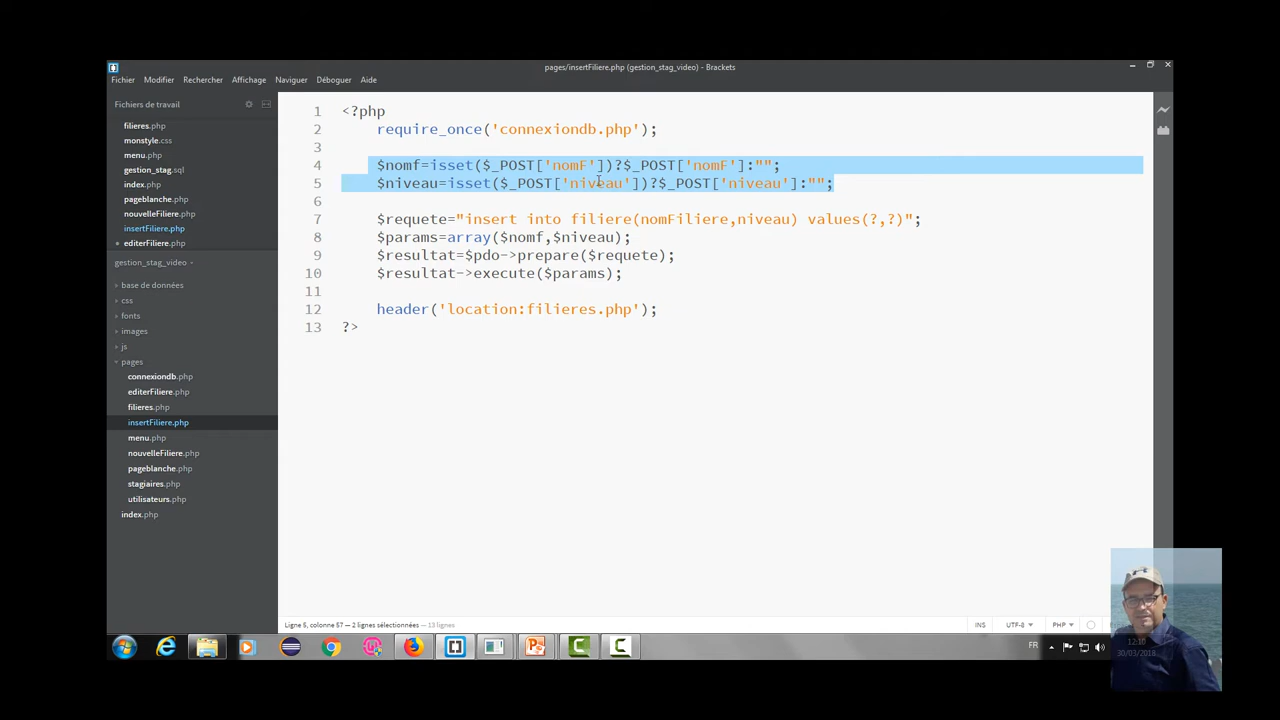 pages/insertFiliere.php (gestion_stag_video) - Brackets
Fichier Modifier Rechercher Affichage Naviguer Déboguer Aide
Fichiers de travail
filieres.php
monstyle.css
menu.php
gestion_stag.sql
index.php
pageblanche.php
nouvelleFiliere.php
insertFiliere.php
editerFiliere.php
gestion_stag_video
base de données
css
fonts
images
js
pages
connexiondb.php
editerFiliere.php
filieres.php
insertFiliere.php
menu.php
nouvelleFiliere.php
pageblanche.php
stagiaires.php
utilisateurs.php
index.php
1 <?php
2 require_once('connexiondb.php');
3
4 $nomf=isset($_POST['nomF'])?$_POST['nomF']:"";
5 $niveau=isset($_POST['niveau'])?$_POST['niveau']:"";
6
7 $requete="insert into filiere(nomFiliere,niveau) values(?,?)";
8 $params=array($nomf,$niveau);
9 $resultat=$pdo->prepare($requete);
10 $resultat->execute($params);
11
12 header('location:filieres.php');
13 ?>
Ligne 5, colonne 57 — 2 lignes sélectionnées — 13 lignes
INS UTF-8 PHP
FR
12:10
30/03/2018